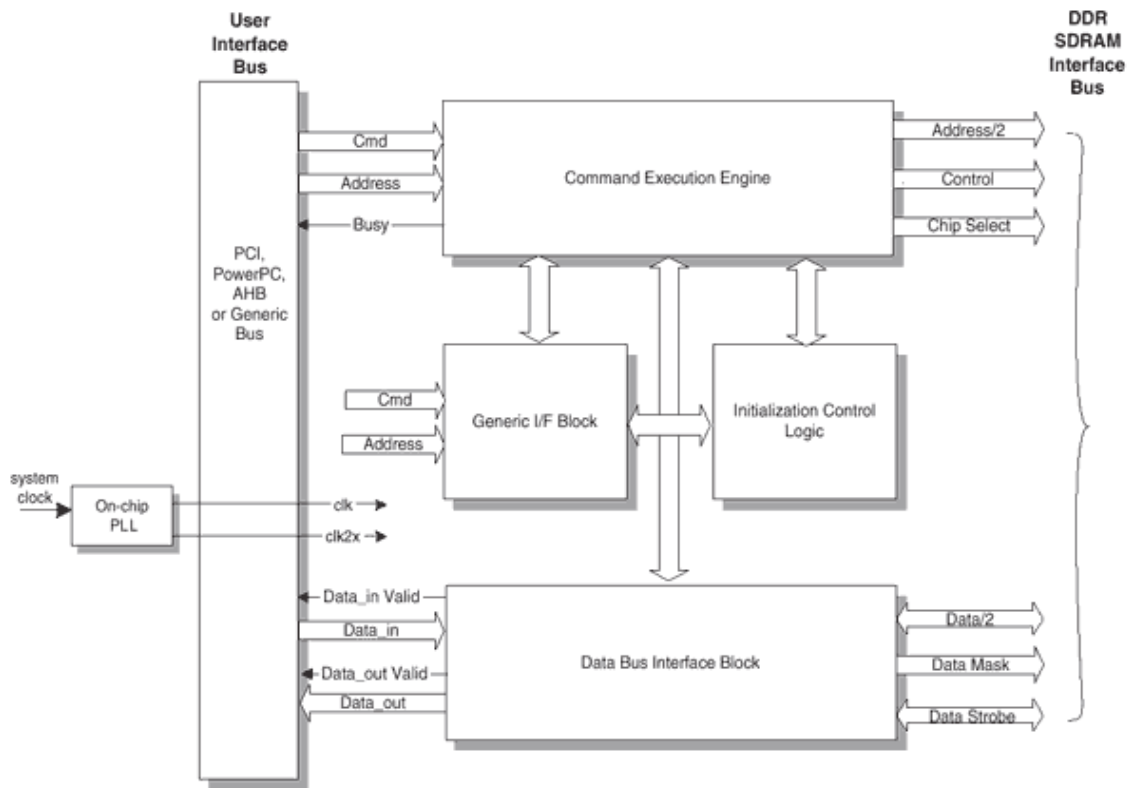 User
Interface
Bus
DDR
SDRAM
Interface
Bus
Cmd
Address
Busy
Command Execution Engine
Address/2
Control
Chip Select
PCI,
PowerPC,
AHB
or Generic
Bus
Cmd
Address
Generic I/F Block
Initialization Control
Logic
system
clock
On-chip
PLL
clk
clk2x
Data_in Valid
Data_in
Data_out Valid
Data_out
Data Bus Interface Block
Data/2
Data Mask
Data Strobe